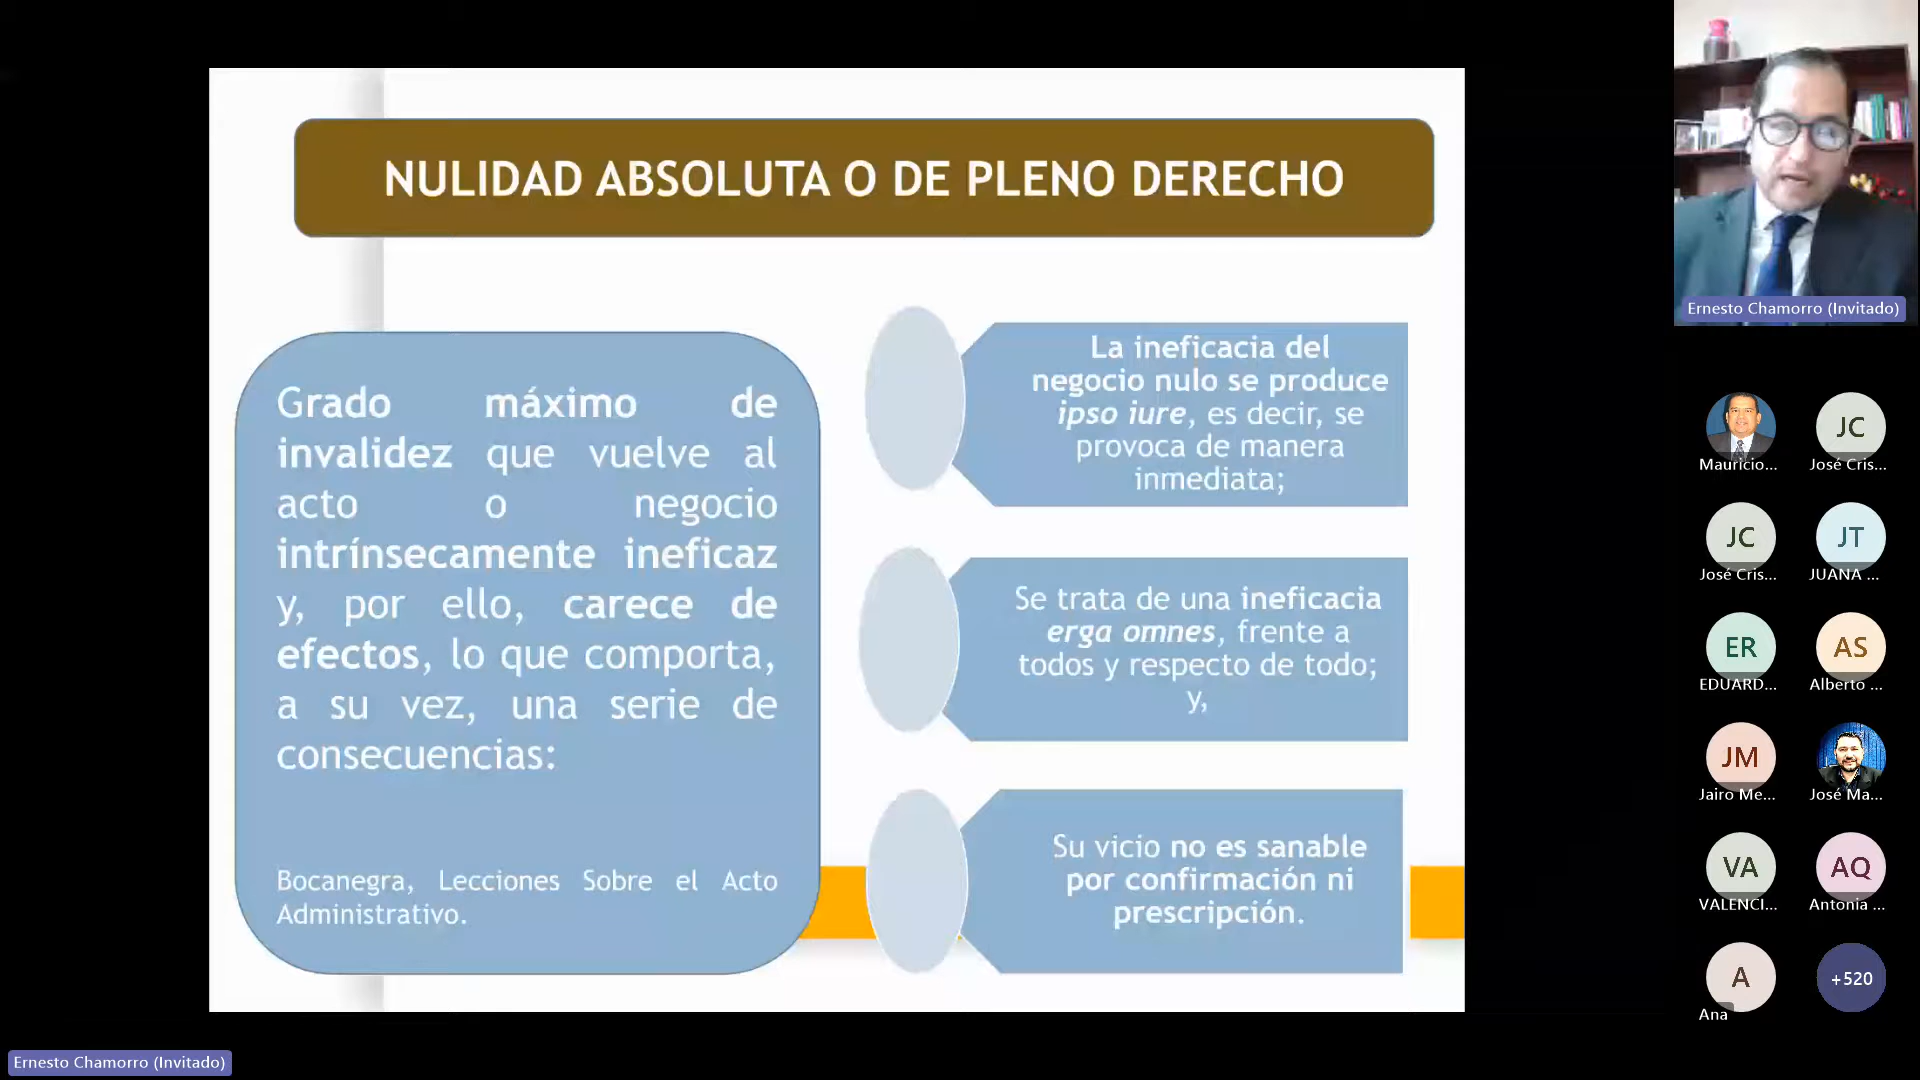 NULIDAD ABSOLUTA O DE PLENO DERECHO
Grado máximo de
invalidez que vuelve al
acto o negocio
intrínsecamente ineficaz
y, por ello, carece de
efectos, lo que comporta,
a su vez, una serie de
consecuencias:
Bocanegra, Lecciones Sobre el Acto
Administrativo.
La ineficacia del
negocio nulo se produce
ipso iure, es decir, se
provoca de manera
inmediata;
Se trata de una ineficacia
erga omnes, frente a
todos y respecto de todo;
y,
Su vicio no es sanable
por confirmación ni
prescripción.
Ernesto Chamorro (Invitado)
Mauricio...
JC
José Cris...
JC
José Cris...
JT
JUANA ...
ER
EDUARD...
AS
Alberto ...
JM
Jairo Me...
José Ma...
VA
VALENCI...
AQ
Antonia ...
A
Ana
+520
Ernesto Chamorro (Invitado)